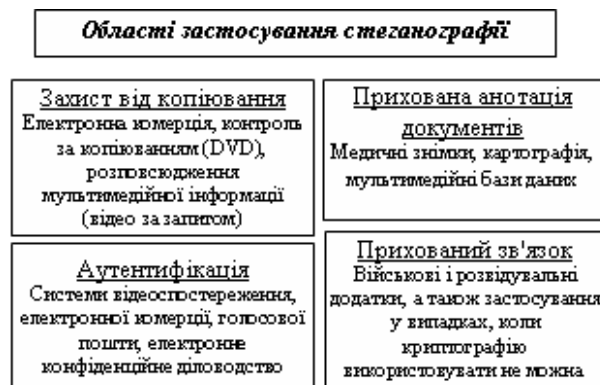 Області застосування стеганографії
Захист від копіювання
Електронна комерція, контроль
за копіюванням (DVD),
розповсюдження
мультимедійної інформації
(відео за запитом)
Прихована анотація
документів
Медичні знімки, картографія,
мультимедійні бази даних
Аутентифікація
Системи відеоспостереження,
електронної комерції, голосової
пошти, електронне
конфіденційне діловодство
Прихований зв'язок
Військові і розвідувальні
додатки, а також застосування
у випадках, коли
криптографію
використовувати не можна